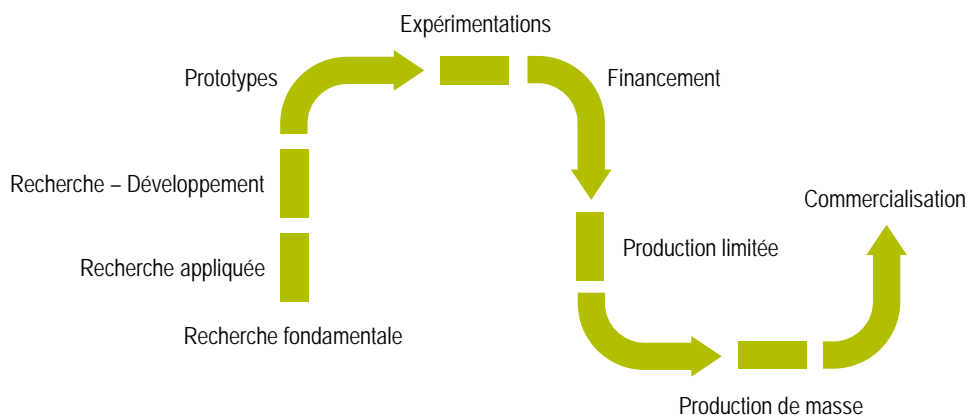 Expérimentations
Prototypes
Financement
Recherche – Développement
Commercialisation
Production limitée
Recherche appliquée
Recherche fondamentale
Production de masse